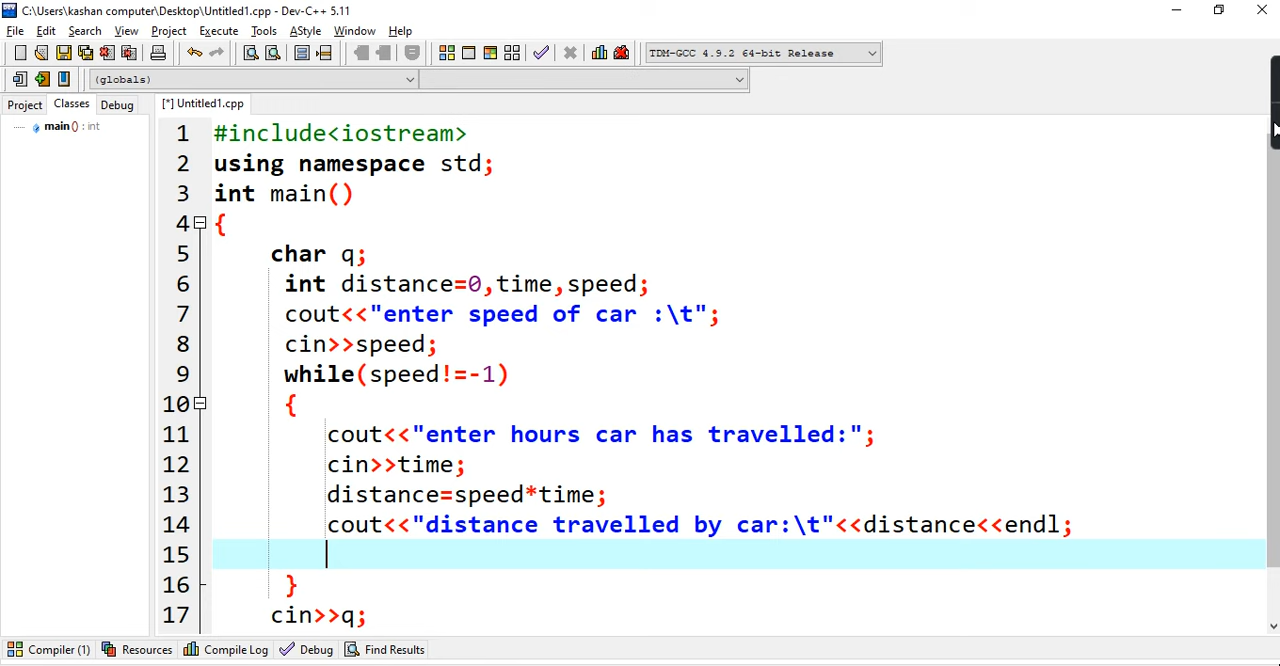 C:\Users\kashan computer\Desktop\Untitled1.cpp - Dev-C++ 5.11
File Edit Search View Project Execute Tools AStyle Window Help
TDM-GCC 4.9.2 64-bit Release
(globals)
Project Classes Debug [*] Untitled1.cpp
main () : int
1 #include<iostream>
2 using namespace std;
3 int main()
4 {
5 char q;
6 int distance=0,time,speed;
7 cout<<"enter speed of car :\t";
8 cin>>speed;
9 while(speed!=-1)
10 {
11 cout<<"enter hours car has travelled:";
12 cin>>time;
13 distance=speed*time;
14 cout<<"distance travelled by car:\t"<<distance<<endl;
15
16 }
17 cin>>q;
Compiler (1) Resources Compile Log Debug Find Results